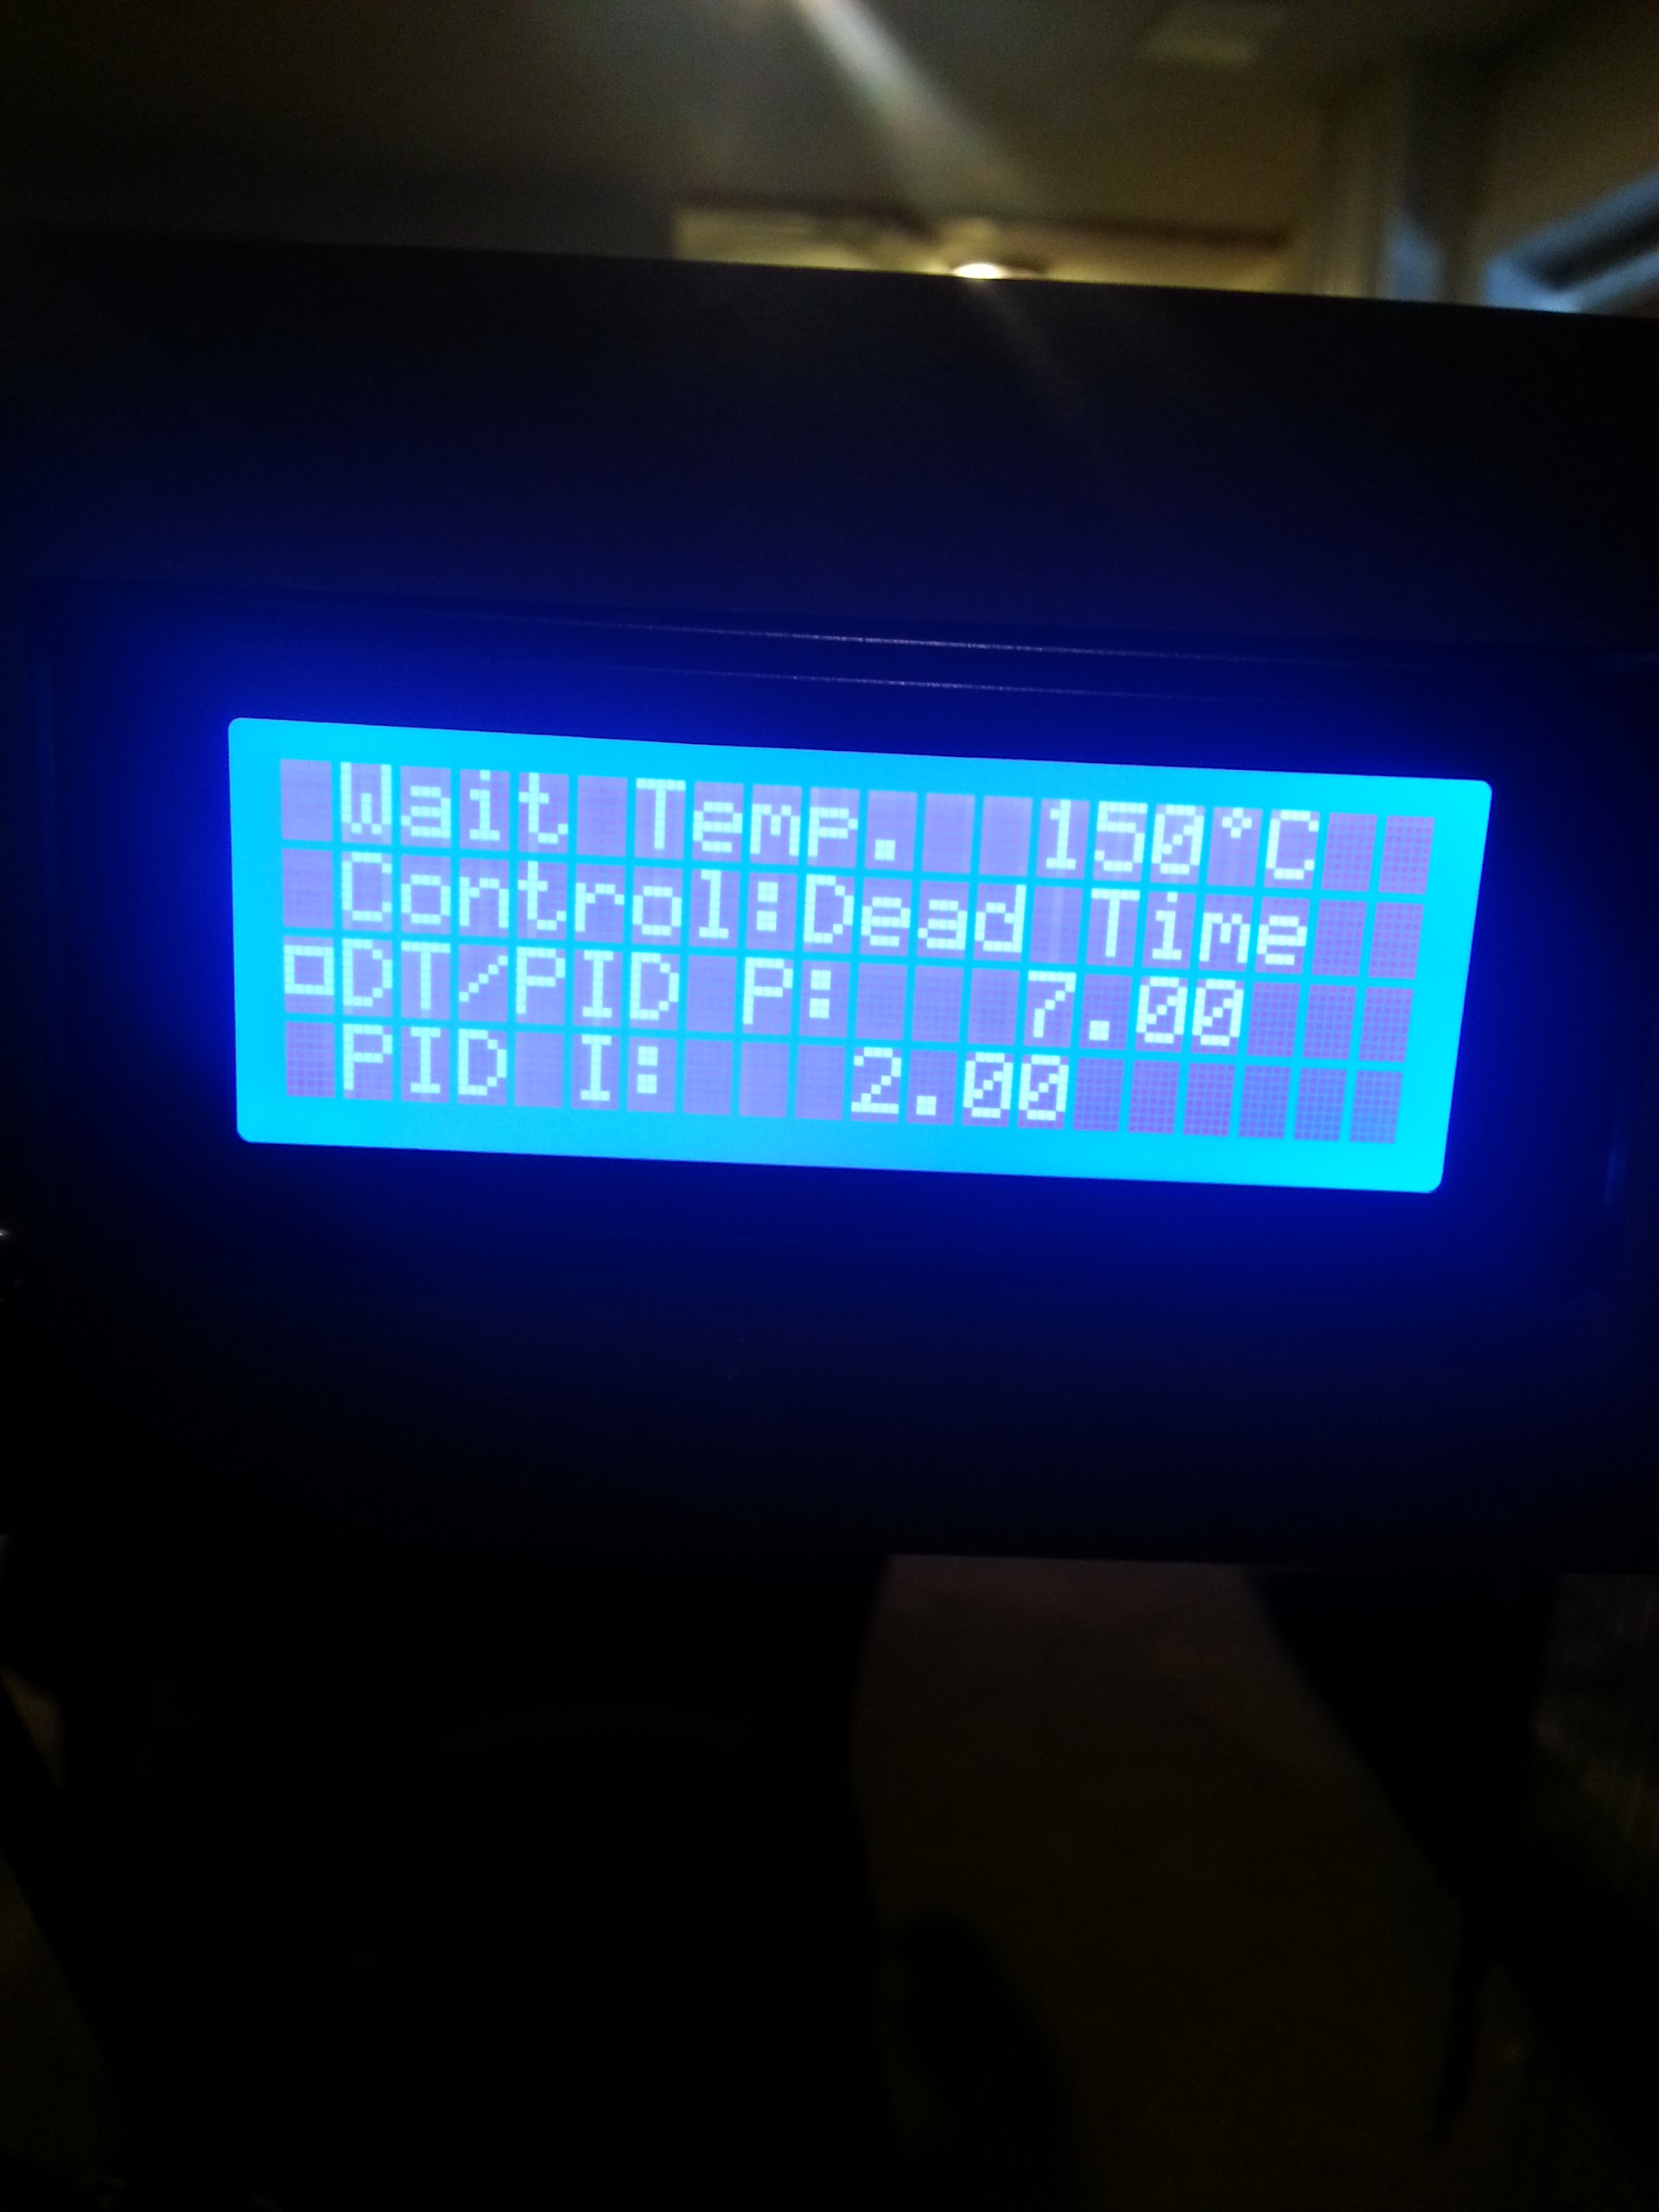 Wait Temp.   150°C
Control:Dead Time
DT/PID P:    7.00
PID I:    2.00